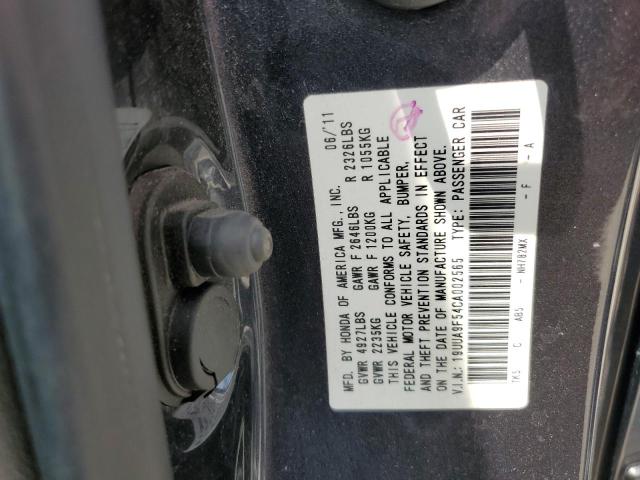 MFD. BY HONDA OF AMERICA MFG., INC. 06/'11
GVWR 4927LBS GAWR F 2646LBS R 2326LBS
GVWR 2235KG GAWR F 1200KG R 1055KG
THIS VEHICLE CONFORMS TO ALL APPLICABLE
FEDERAL MOTOR VEHICLE SAFETY, BUMPER,
AND THEFT PREVENTION STANDARDS IN EFFECT
ON THE DATE OF MANUFACTURE SHOWN ABOVE.
V.I.N.: 19UUA9F54CA002565 TYPE: PASSENGER CAR
TK5 C AB5 - NH782MX - F - A